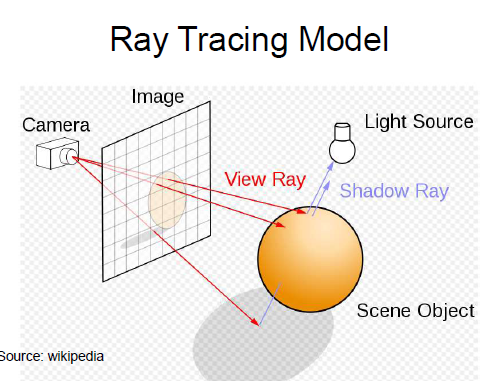 Ray Tracing Model
Image
Camera
Light Source
View Ray
Shadow Ray
Scene Object
Source: wikipedia